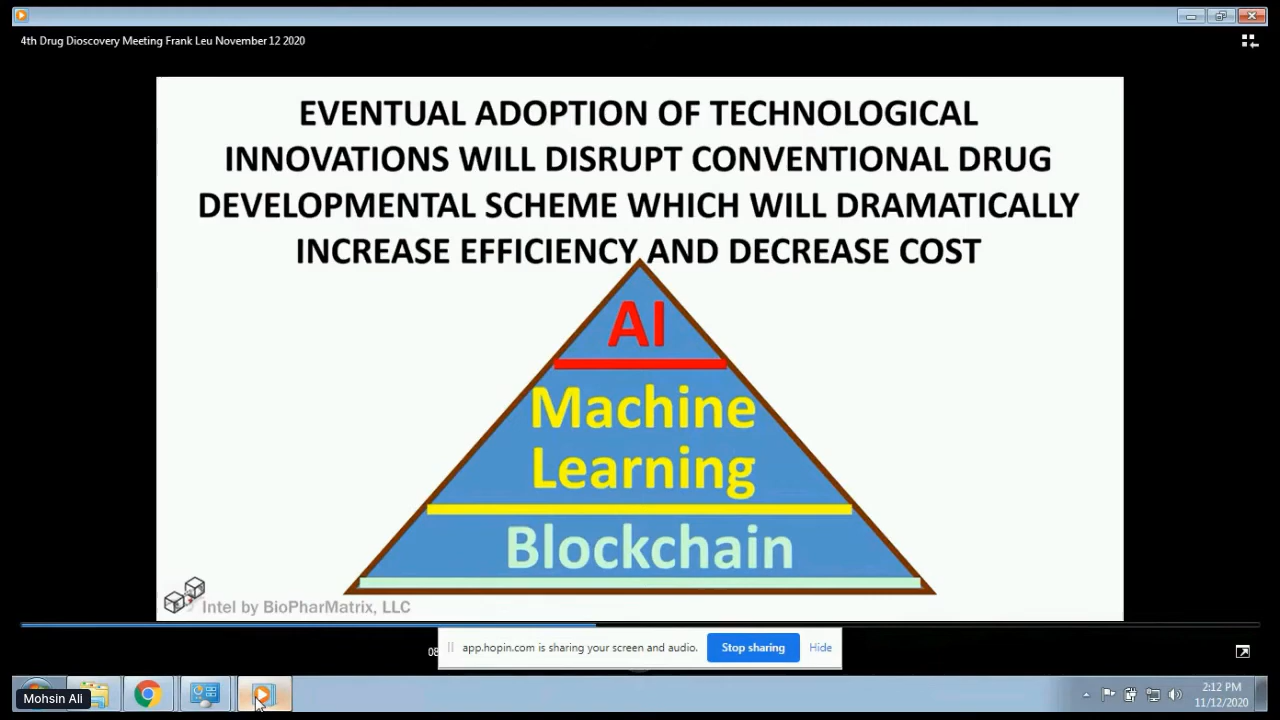 4th Drug Dioscovery Meeting Frank Leu November 12 2020
EVENTUAL ADOPTION OF TECHNOLOGICAL
INNOVATIONS WILL DISRUPT CONVENTIONAL DRUG
DEVELOPMENTAL SCHEME WHICH WILL DRAMATICALLY
INCREASE EFFICIENCY AND DECREASE COST
AI
Machine
Learning
Blockchain
Intel by BioPharMatrix, LLC
08
app.hopin.com is sharing your screen and audio.
Stop sharing
Hide
Mohsin Ali
2:12 PM
11/12/2020